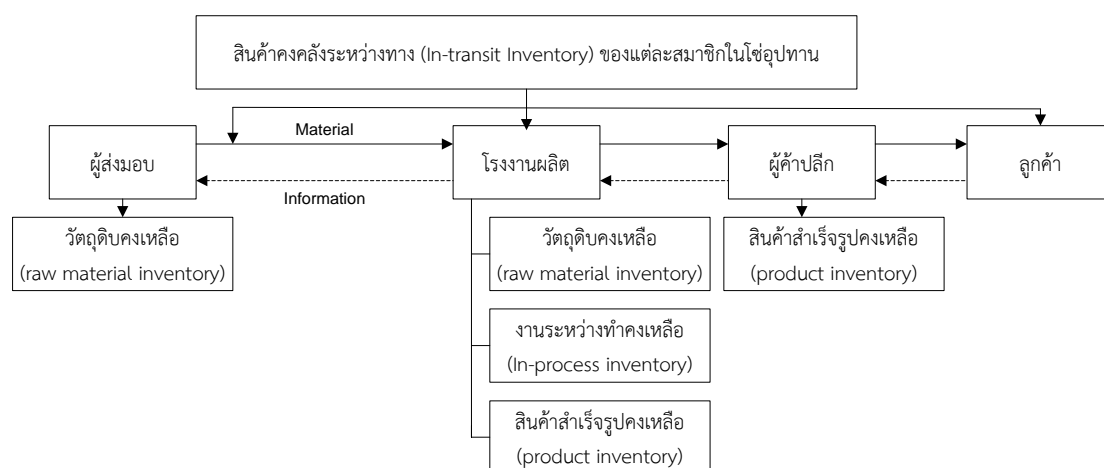 สินค้าคงคลังระหว่างทาง (In-transit Inventory) ของแต่ละสมาชิกในโซ่อุปทาน
Material
ผู้ส่งมอบ
โรงงานผลิต
ผู้ค้าปลีก
ลูกค้า
Information
วัตถุดิบคงเหลือ
(raw material inventory)
วัตถุดิบคงเหลือ
(raw material inventory)
สินค้าสำเร็จรูปคงเหลือ
(product inventory)
งานระหว่างทำคงเหลือ
(In-process inventory)
สินค้าสำเร็จรูปคงเหลือ
(product inventory)